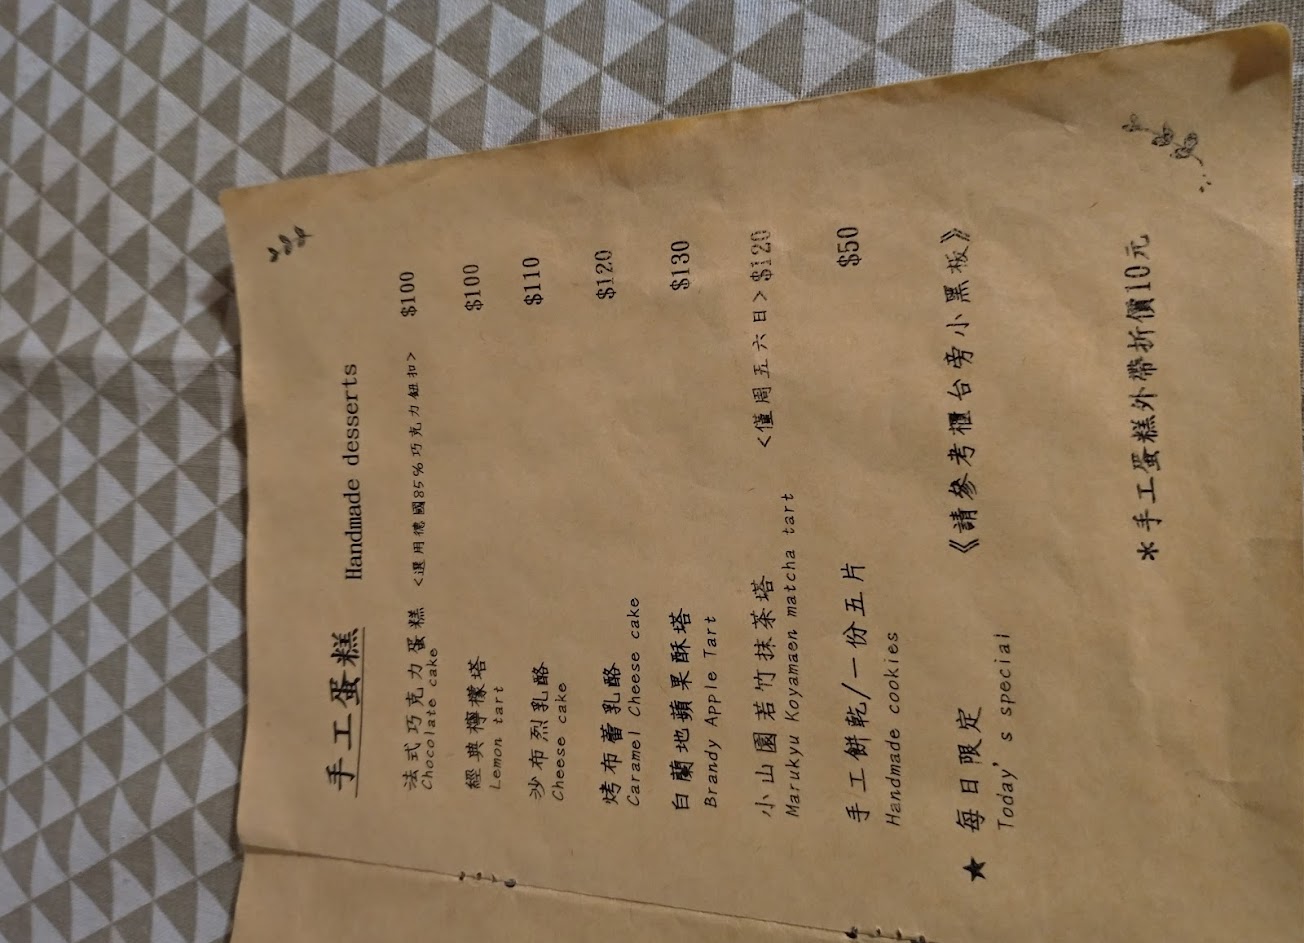 手工蛋糕 Handmade desserts
法式巧克力蛋糕 <選用德國85%巧克力鈕扣> $100
Chocolate cake
經典檸檬塔 $100
Lemon tart
沙布烈乳酪 $110
Cheese cake
烤布蕾乳酪 $120
Caramel Cheese cake
白蘭地蘋果酥塔 $130
Brandy Apple Tart
小山園若竹抹茶塔 <僅周五六日> $120
Marukyu Koyamaen matcha tart
手工餅乾/一份五片 $50
Handmade cookies
★ 每日限定 《請參考櫃台旁小黑板》
Today's special
*手工蛋糕外帶折價10元